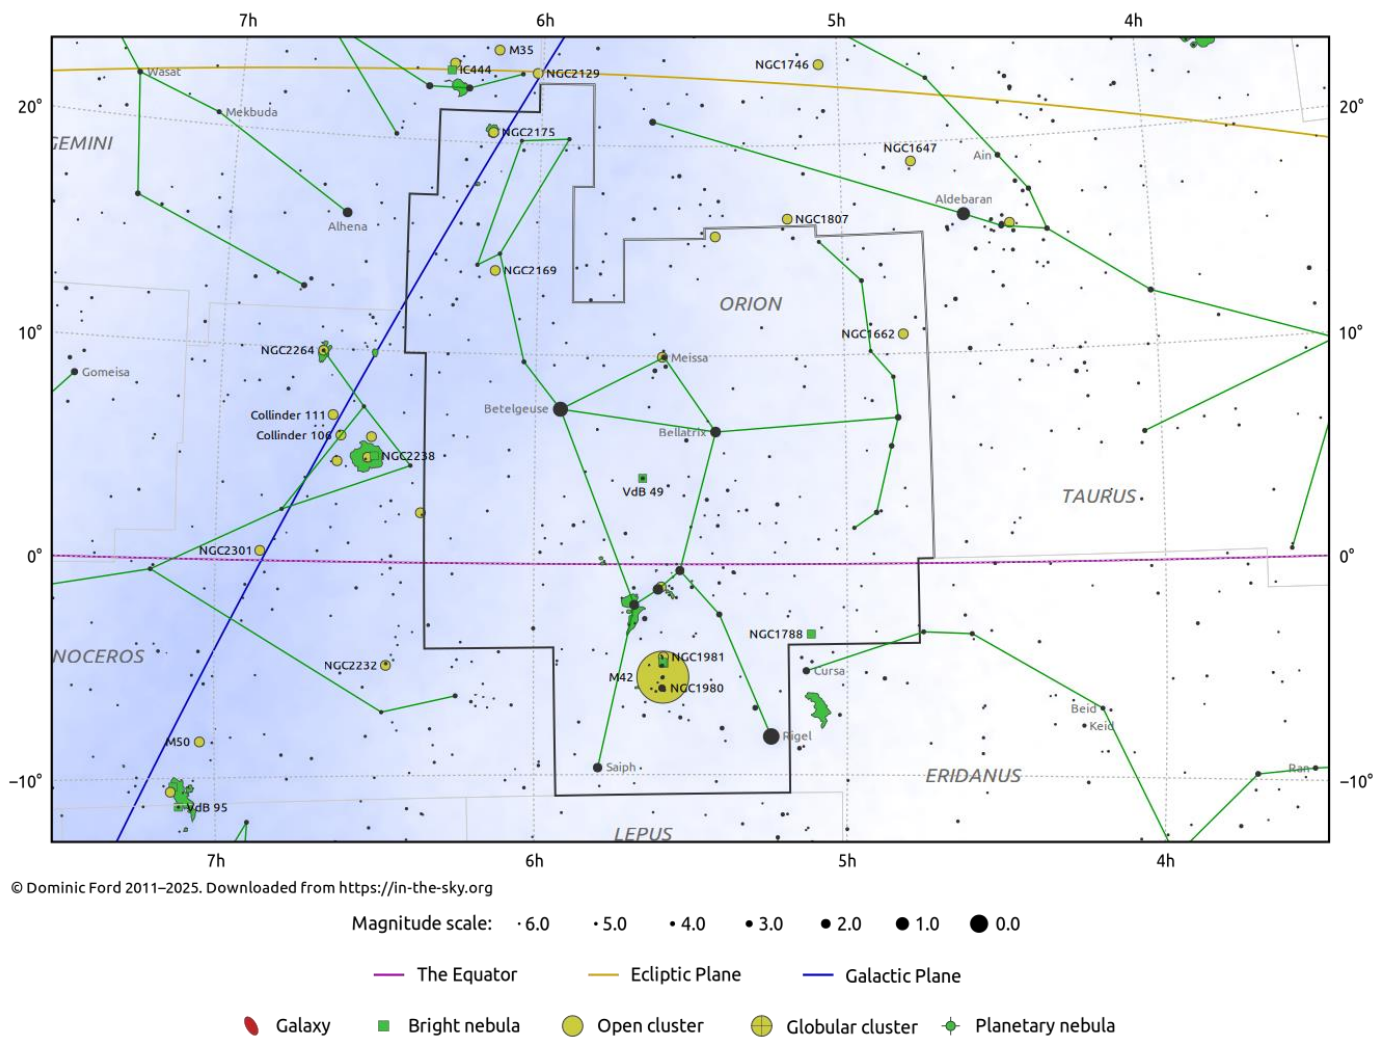 7h 6h 5h 4h
M35
Wasat
IC444
NGC2129
NGC1746
20° 20°
Mekbuda
NGC2175
GEMINI
NGC1647
Ain
Aldebaran
Alhena
NGC1807
NGC2169
ORION
10° 10°
NGC1662
NGC2264
Meissa
Gomeisa
Betelgeuse
Collinder 111
Bellatrix
Collinder 106
NGC2238
VdB 49
TAURUS
NGC2301
0° 0°
NGC1788
NOCEROS
NGC1981
NGC2232
Cursa
M42
NGC1980
Beid
Keid
Rigel
M50
Saiph
Ran
ERIDANUS
−10° −10°
VdB 95
LEPUS
7h 6h 5h 4h
© Dominic Ford 2011–2025. Downloaded from https://in-the-sky.org
Magnitude scale: 6.0 5.0 4.0 3.0 2.0 1.0 0.0
The Equator Ecliptic Plane Galactic Plane
Galaxy Bright nebula Open cluster Globular cluster Planetary nebula